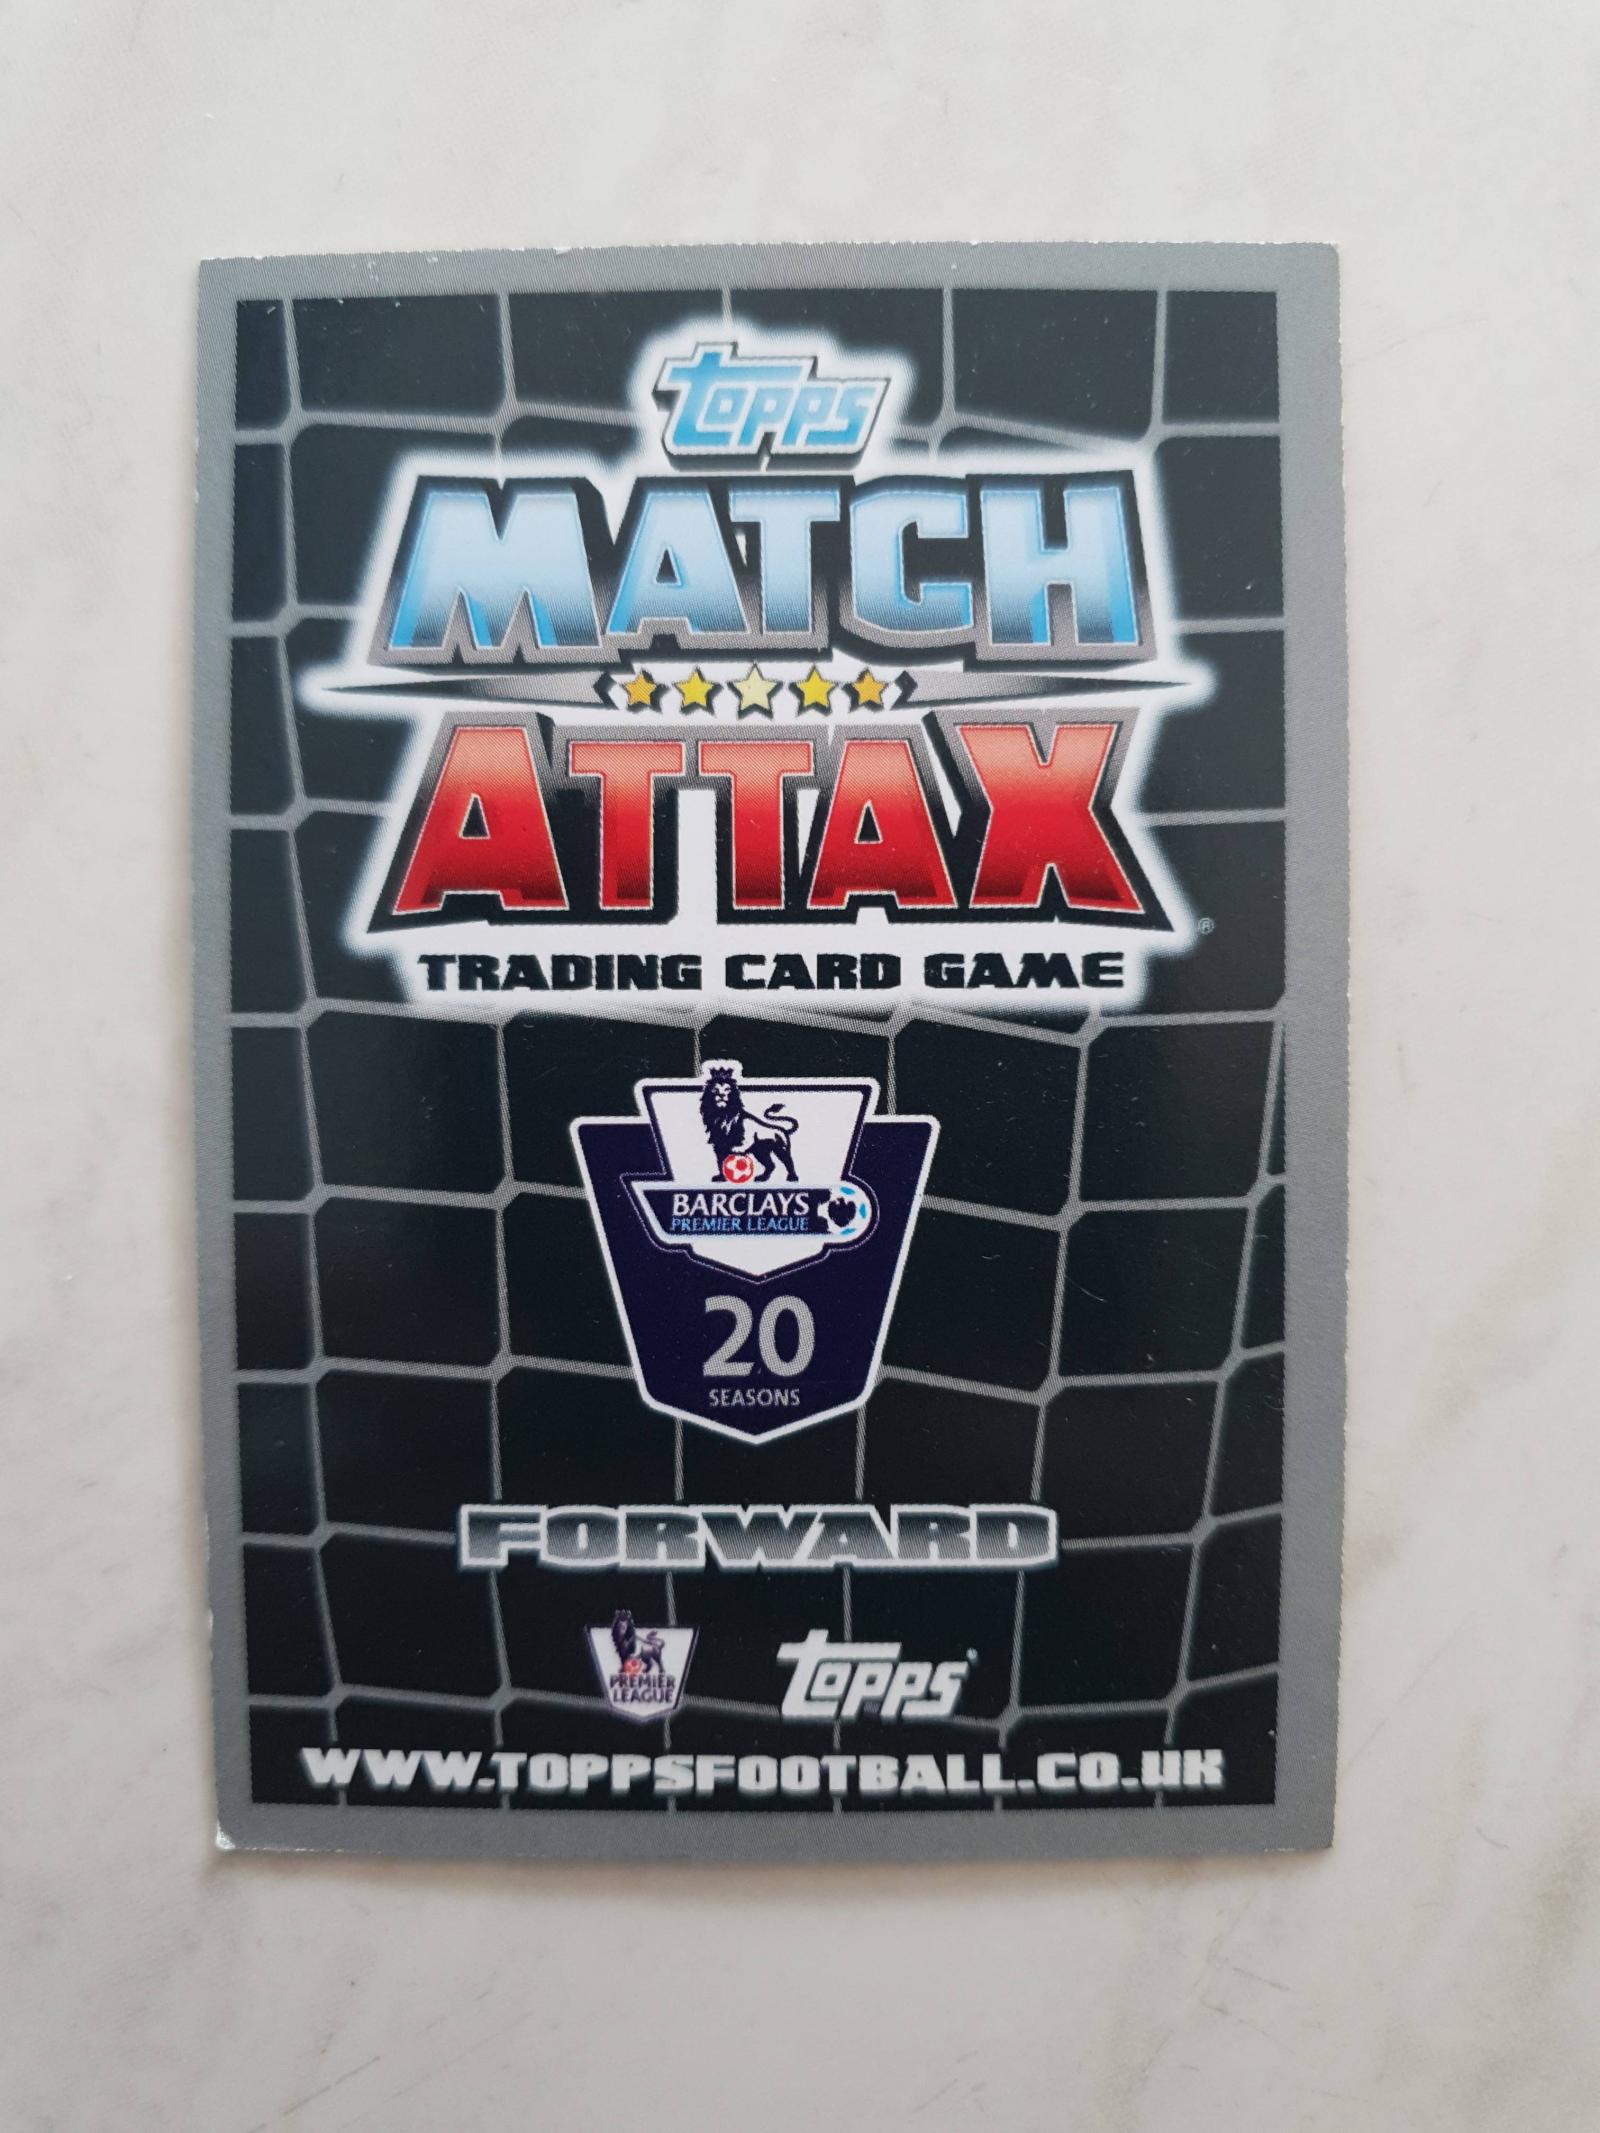 topps
MATCH
ATTAX
®
TRADING CARD GAME
BARCLAYS
PREMIER LEAGUE
20
SEASONS
FORWARD
PREMIER
LEAGUE
topps
WWW.TOPPSFOOTBALL.CO.UK